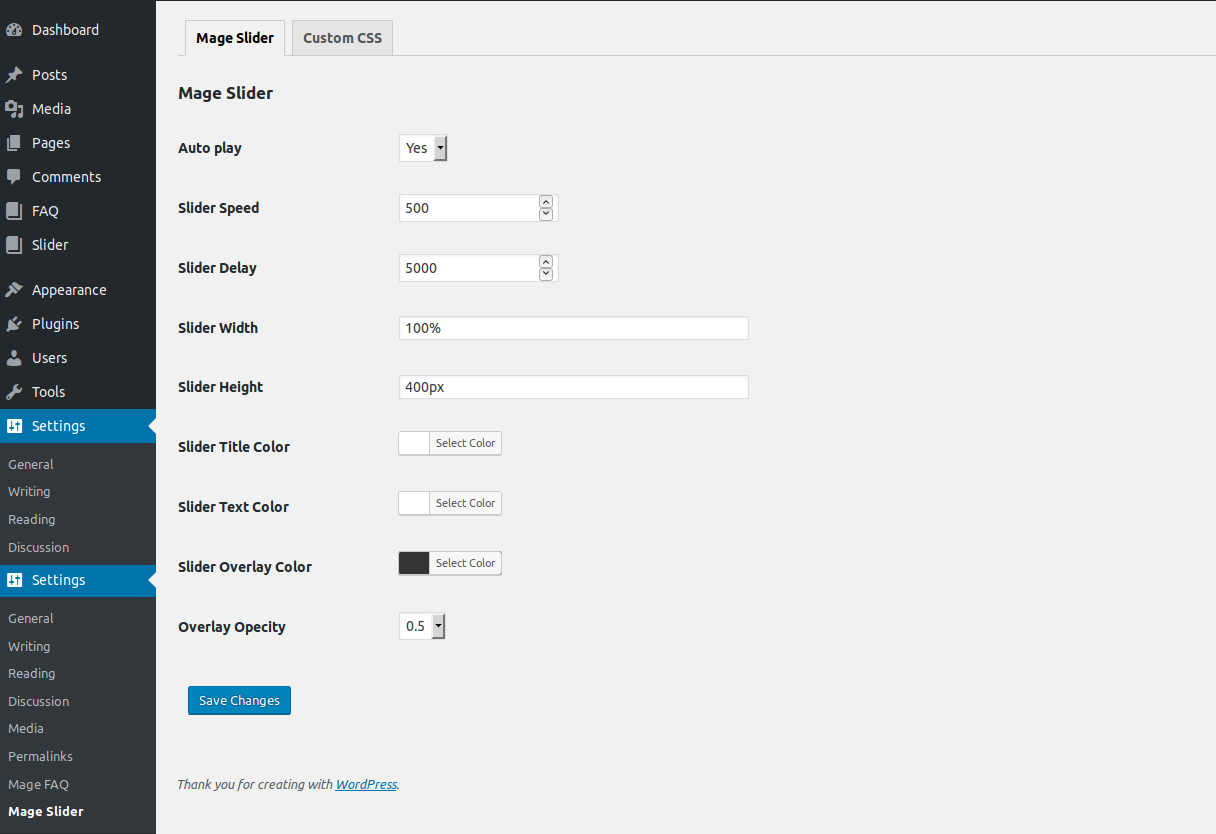 Dashboard
Posts
Media
Pages
Comments
FAQ
Slider
Appearance
Plugins
Users
Tools
Settings
General
Writing
Reading
Discussion
Settings
General
Writing
Reading
Discussion
Media
Permalinks
Mage FAQ
Mage Slider
Mage Slider Custom CSS
Mage Slider
Auto play Yes
Slider Speed 500
Slider Delay 5000
Slider Width 100%
Slider Height 400px
Slider Title Color Select Color
Slider Text Color Select Color
Slider Overlay Color Select Color
Overlay Opecity 0.5
Save Changes
Thank you for creating with WordPress.